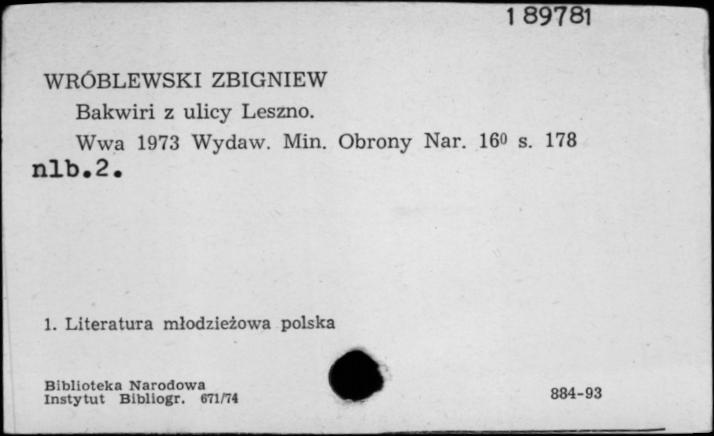 1 89781
WRÓBLEWSKI ZBIGNIEW
Bakwiri z ulicy Leszno.
Wwa 1973 Wydaw. Min. Obrony Nar. 16⁰ s. 178
nlb.2.
1. Literatura młodzieżowa polska
Biblioteka Narodowa
Instytut Bibliogr. 671/74
884-93